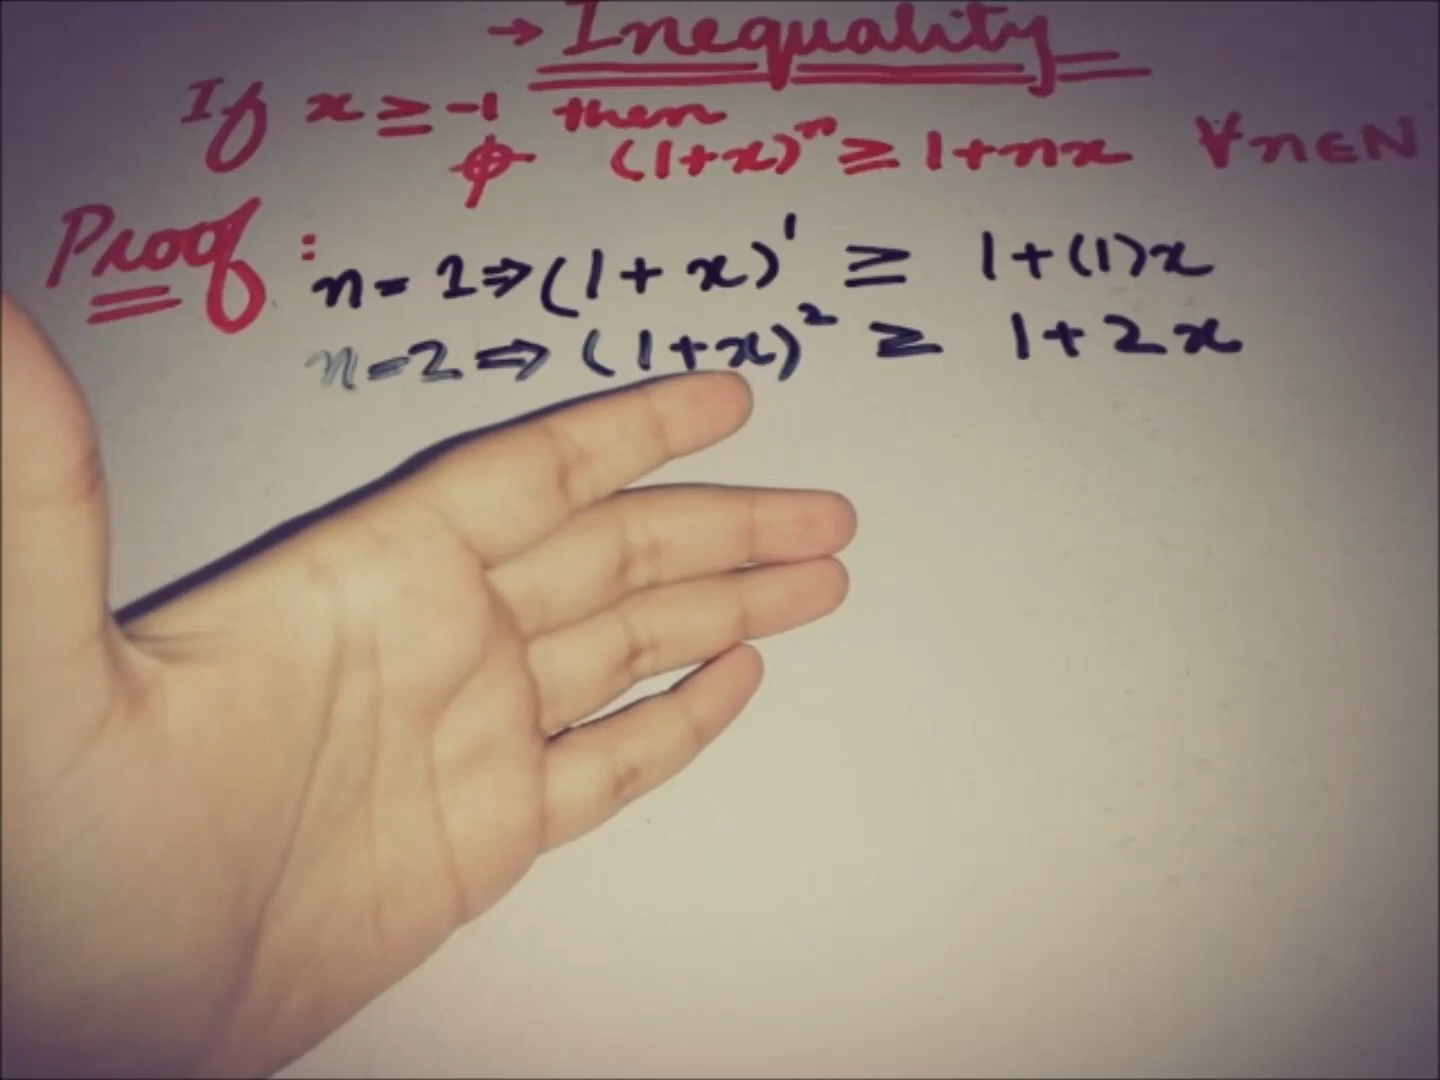 → Inequality
If x ≥ -1 then
(1+x)ⁿ ≥ 1+nx ∀n∈N
Proof :
n = 1 ⇒ (1+x)¹ ≥ 1+(1)x
n=2 ⇒ (1+x)² ≥ 1+2x